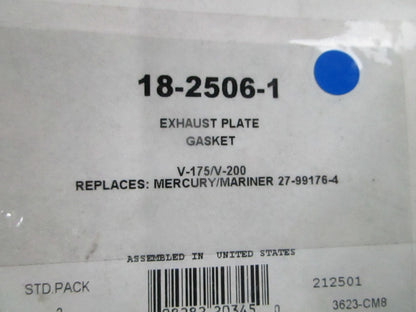 18-2506-1
EXHAUST PLATE
GASKET
V-175/V-200
REPLACES: MERCURY/MARINER 27-99176-4
ASSEMBLED IN UNITED STATES
STD.PACK 212501
3623-CM8